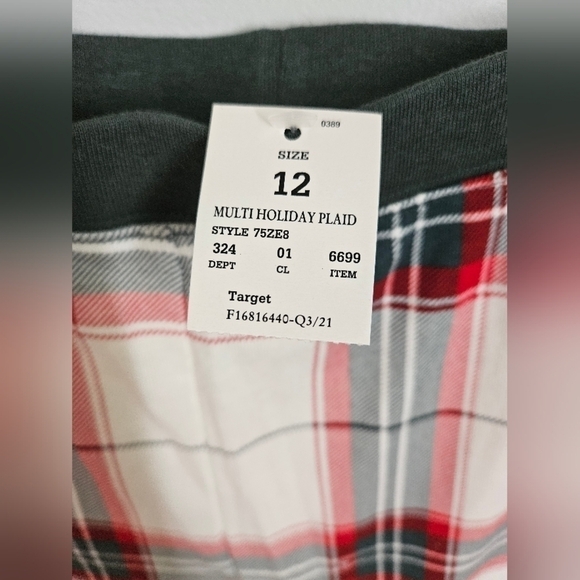 0389
SIZE
12
MULTI HOLIDAY PLAID
STYLE 75ZE8
324 01 6699
DEPT CL ITEM
Target
F16816440-Q3/21